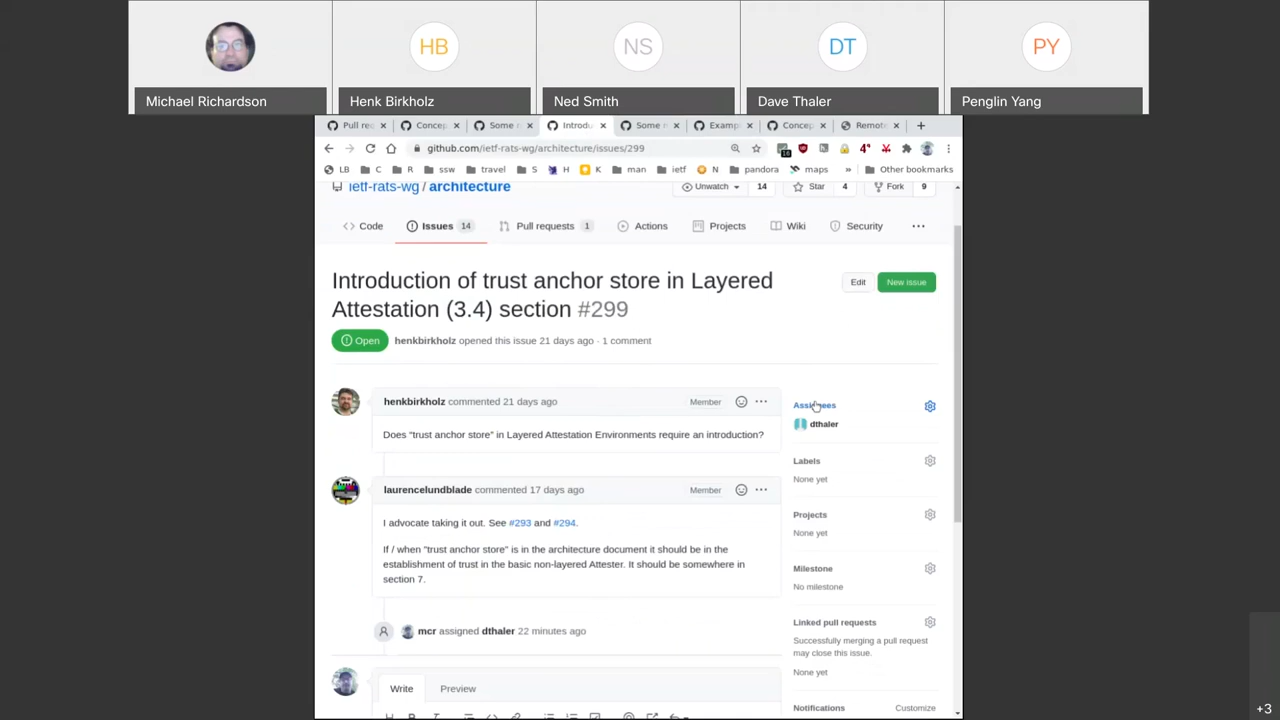 HB NS DT PY
Michael Richardson Henk Birkholz Ned Smith Dave Thaler Penglin Yang
Pull req Concep Some r Introdu Some r Examp Concep Remote
github.com/ietf-rats-wg/architecture/issues/299
LB C R ssw travel S H K man ietf N pandora maps » Other bookmarks
ietf-rats-wg / architecture Unwatch 14 Star 4 Fork 9
Code Issues 14 Pull requests 1 Actions Projects Wiki Security
Introduction of trust anchor store in Layered
Attestation (3.4) section #299
Edit New issue
Open henkbirkholz opened this issue 21 days ago · 1 comment
henkbirkholz commented 21 days ago Member
Does "trust anchor store" in Layered Attestation Environments require an introduction?
laurencelundblade commented 17 days ago Member
I advocate taking it out. See #293 and #294.
If / when "trust anchor store" is in the architecture document it should be in the
establishment of trust in the basic non-layered Attester. It should be somewhere in
section 7.
mcr assigned dthaler 22 minutes ago
Write Preview
Assignees
dthaler
Labels
None yet
Projects
None yet
Milestone
No milestone
Linked pull requests
Successfully merging a pull request
may close this issue.
None yet
Notifications Customize
+3